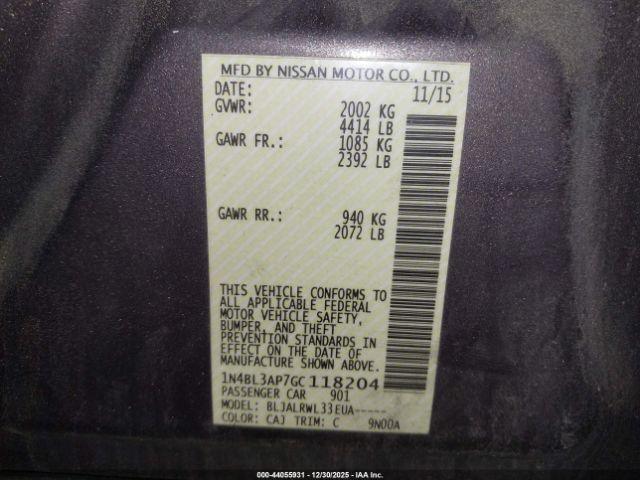 MFD BY NISSAN MOTOR CO., LTD.
DATE: 11/15
GVWR: 2002 KG
4414 LB
GAWR FR.: 1085 KG
2392 LB
GAWR RR.: 940 KG
2072 LB
THIS VEHICLE CONFORMS TO
ALL APPLICABLE FEDERAL
MOTOR VEHICLE SAFETY,
BUMPER, AND THEFT
PREVENTION STANDARDS IN
EFFECT ON THE DATE OF
MANUFACTURE SHOWN ABOVE.
1N4BL3AP7GC118204
PASSENGER CAR 901
MODEL: BLJALRWL33EUA-----
COLOR: CAJ TRIM: C 9N00A
000-44055931 - 12/30/2025 - IAA Inc.